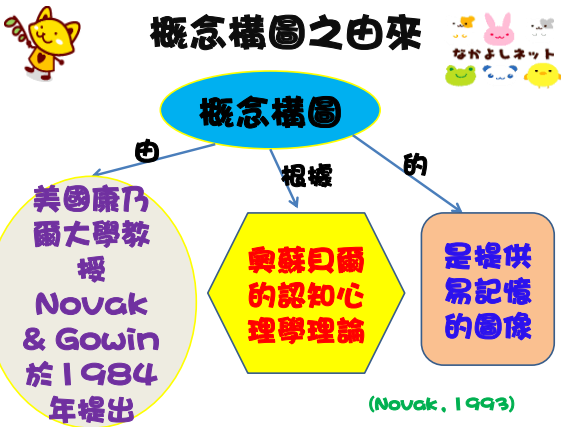 概念構圖之由來
なかよしネット
概念構圖
由
根據
的
美國康乃
爾大學教
授
Novak
& Gowin
於1984
年提出
奧蘇貝爾
的認知心
理學理論
是提供
易記憶
的圖像
(Novak, 1993)